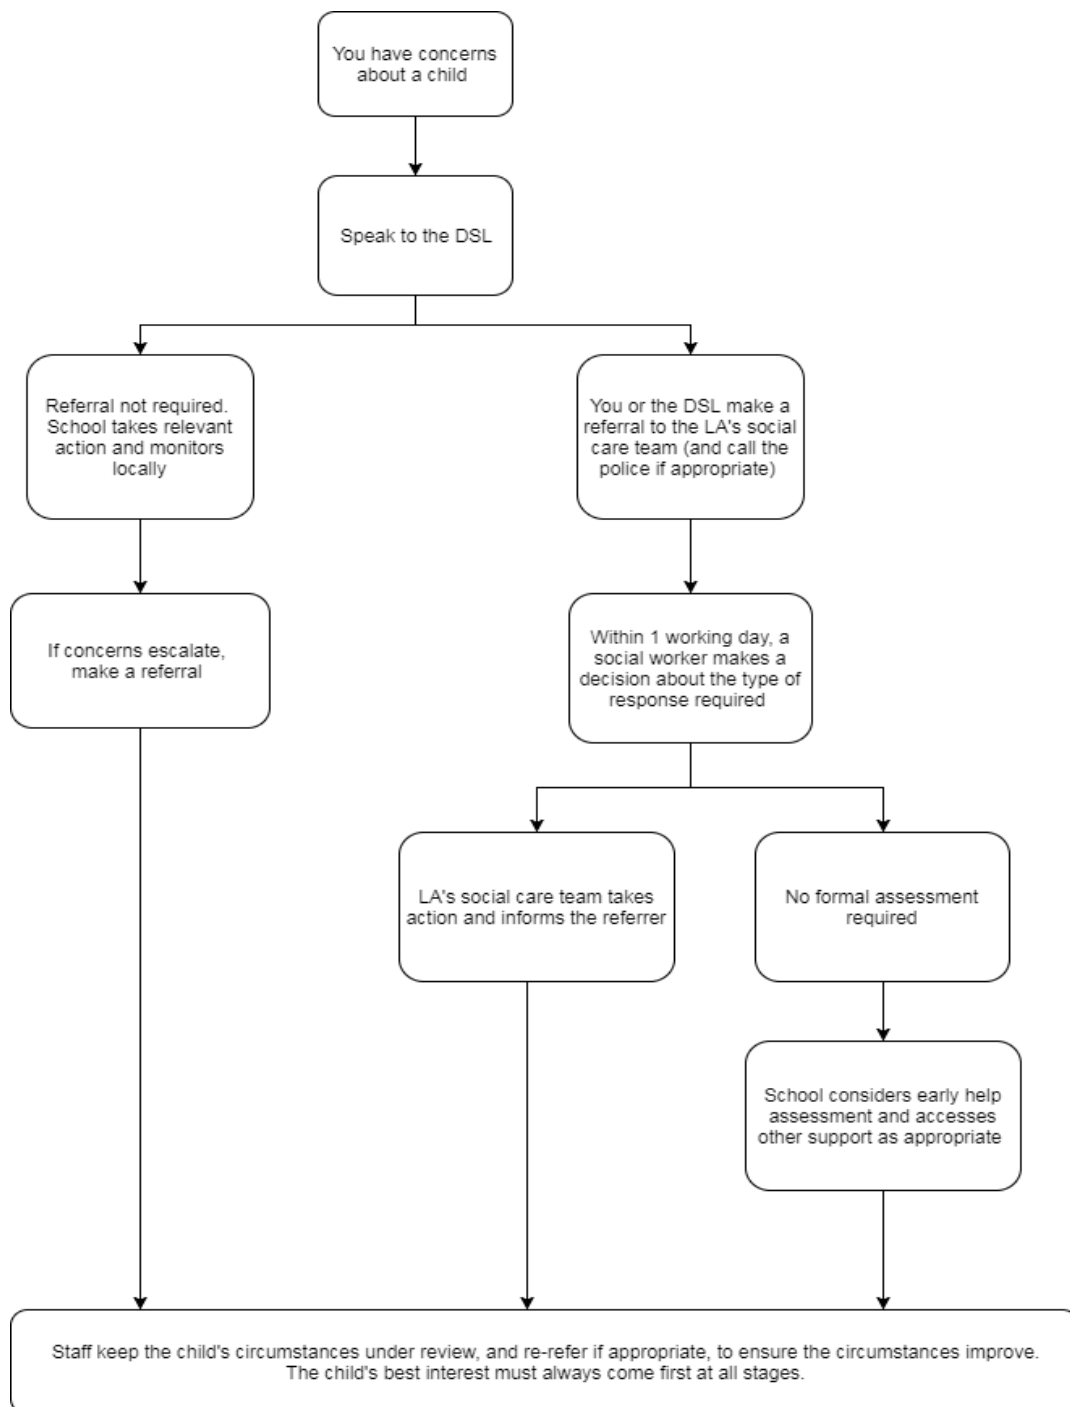 You have concerns
about a child
Speak to the DSL
Referral not required.
School takes relevant
action and monitors
locally
You or the DSL make a
referral to the LA's social
care team (and call the
police if appropriate)
If concerns escalate,
make a referral
Within 1 working day, a
social worker makes a
decision about the type of
response required
LA's social care team takes
action and informs the referrer
No formal assessment
required
School considers early help
assessment and accesses
other support as appropriate
Staff keep the child's circumstances under review, and re-refer if appropriate, to ensure the circumstances improve.
The child's best interest must always come first at all stages.